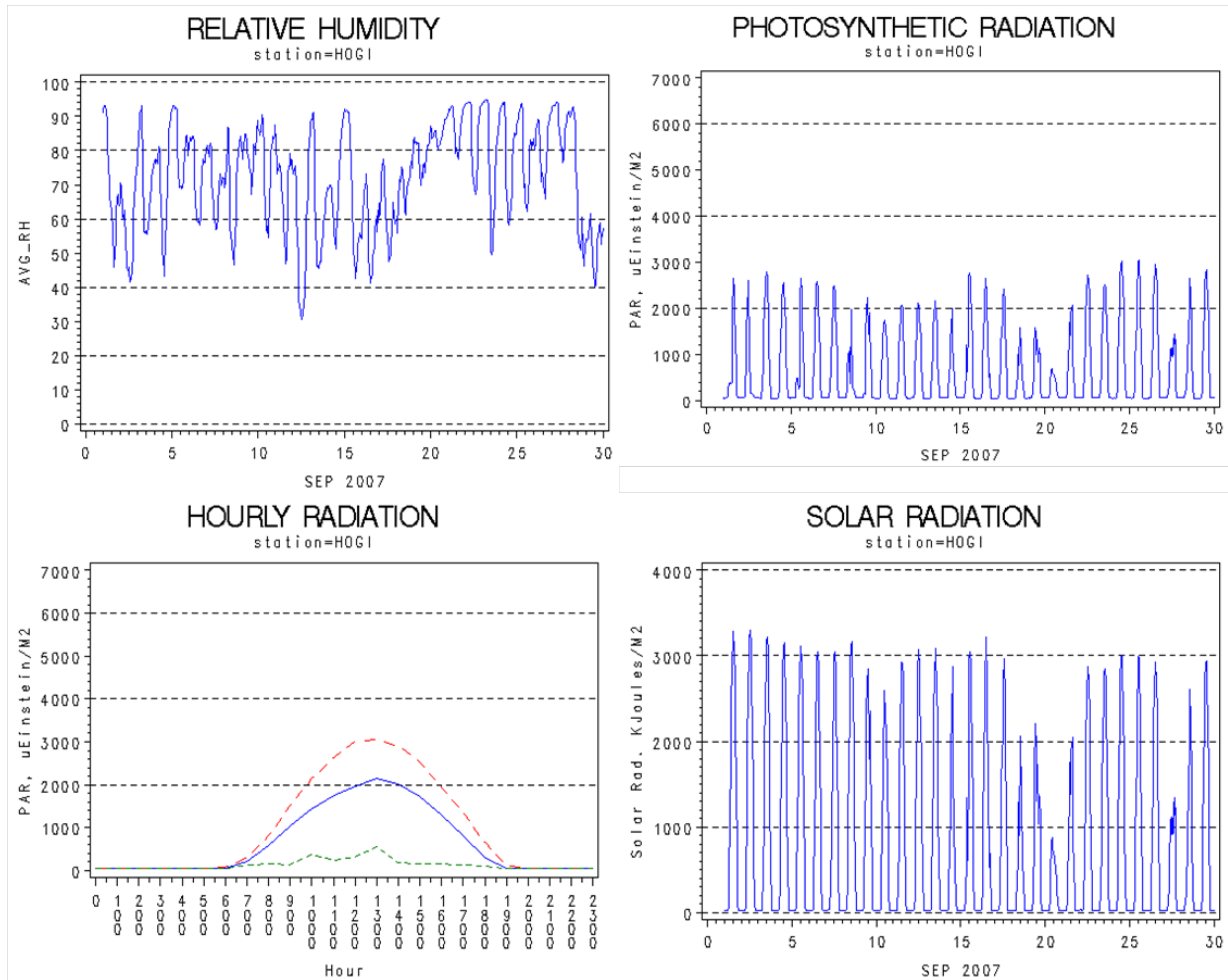 RELATIVE HUMIDITY
station=HOGI
100
90
80
70
60
50
40
30
20
10
0
AVG_RH
0 5 10 15 20 25 30
SEP 2007
PHOTOSYNTHETIC RADIATION
station=HOGI
7000
6000
5000
4000
3000
2000
1000
0
PAR, uEinstein/M2
0 5 10 15 20 25 30
SEP 2007
HOURLY RADIATION
station=HOGI
7000
6000
5000
4000
3000
2000
1000
0
PAR, uEinstein/M2
0 100 200 300 400 500 600 700 800 900 1000 1100 1200 1300 1400 1500 1600 1700 1800 1900 2000 2100 2200 2300
Hour
SOLAR RADIATION
station=HOGI
4000
3000
2000
1000
0
Solar Rad. KJoules/M2
0 5 10 15 20 25 30
SEP 2007